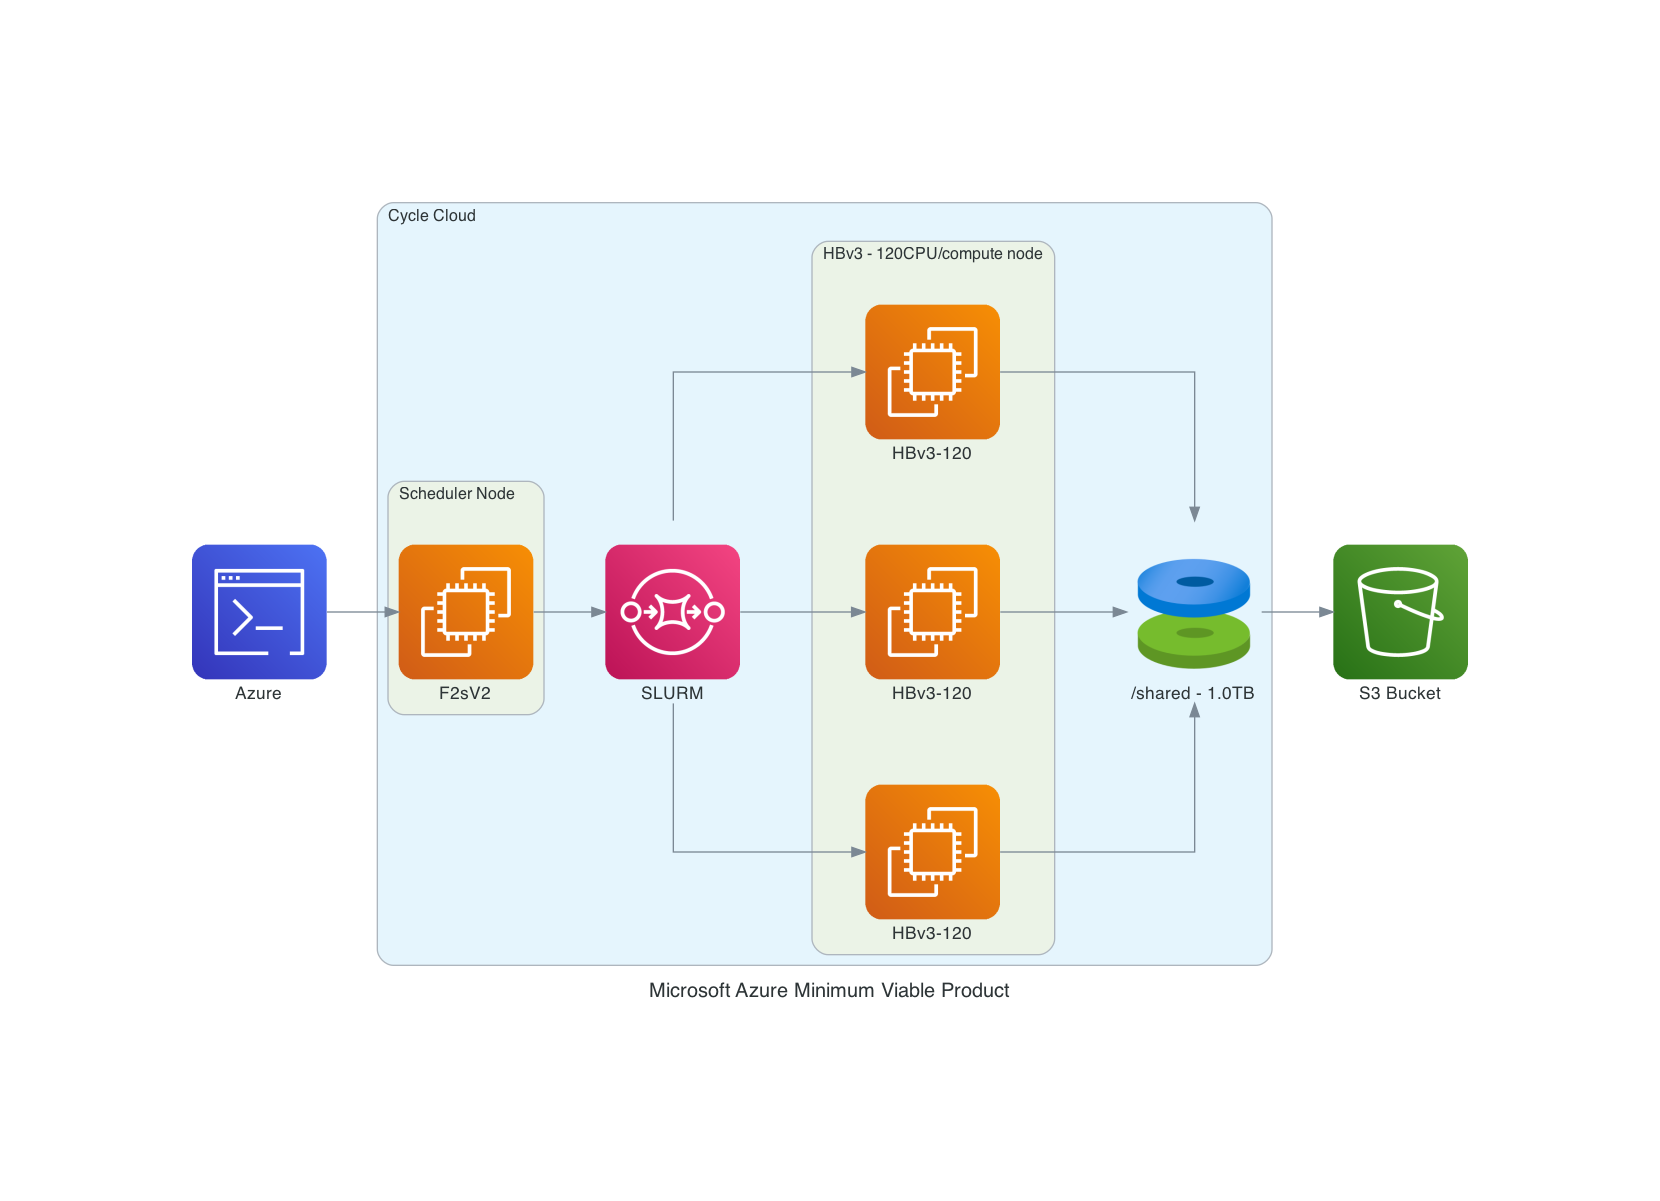 Cycle Cloud
HBv3 - 120CPU/compute node
HBv3-120
Scheduler Node
Azure
F2sV2
SLURM
HBv3-120
/shared - 1.0TB
S3 Bucket
HBv3-120
Microsoft Azure Minimum Viable Product